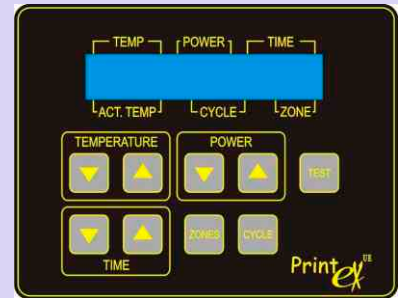 TEMP POWER TIME
ACT. TEMP CYCLE ZONE
TEMPERATURE POWER
TEST
ZONES CYCLE
TIME
Printex UK